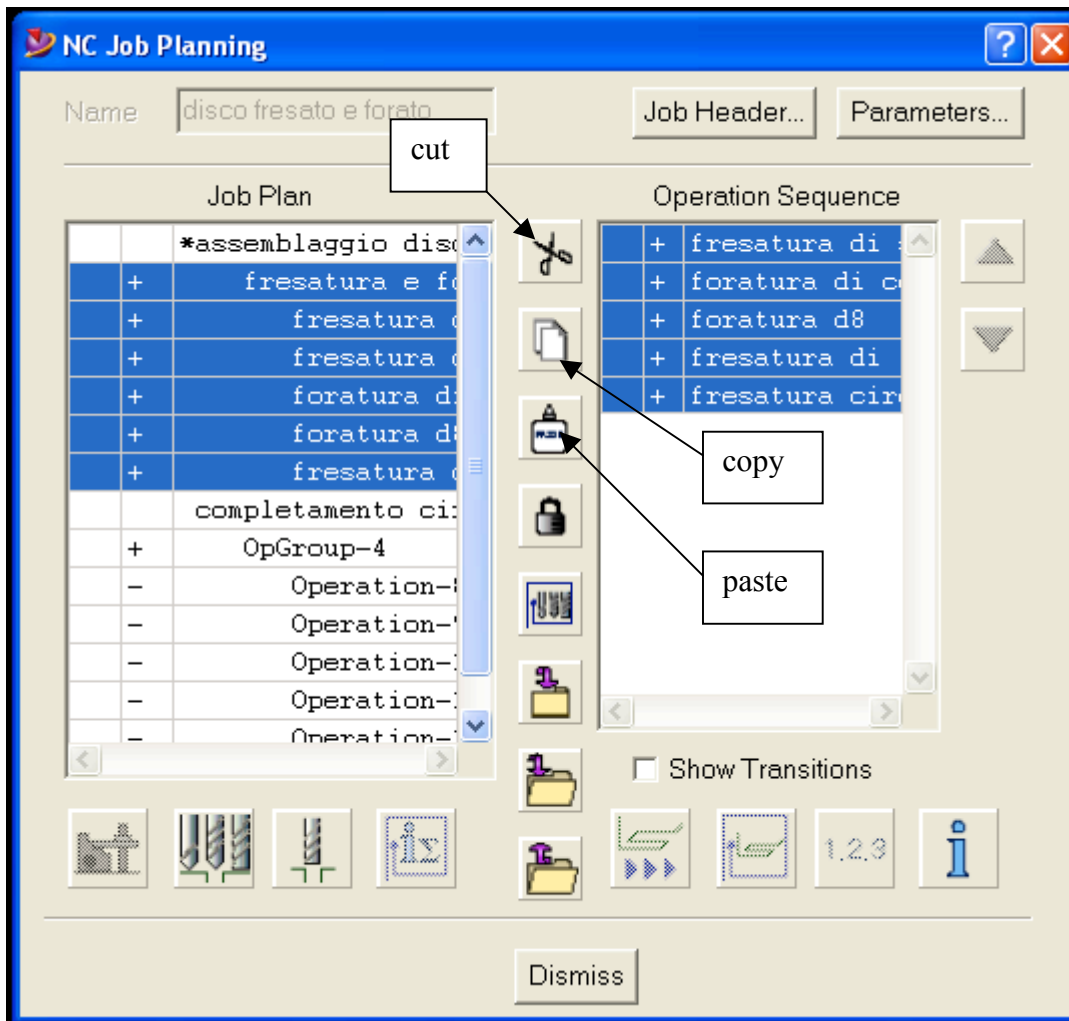 NC Job Planning
Name disco fresato e forato Job Header... Parameters...
cut
Job Plan
Operation Sequence
*assemblaggio disc
+ fresatura e fo
+ fresatura
+ fresatura
+ foratura d
+ foratura d
+ fresatura
completamento ci
+ OpGroup-4
- Operation-
- Operation-
- Operation-
- Operation-
- Operation-
+ fresatura di
+ foratura di c
+ foratura d8
+ fresatura di
+ fresatura cir
copy
paste
Show Transitions
1.2.3
Dismiss